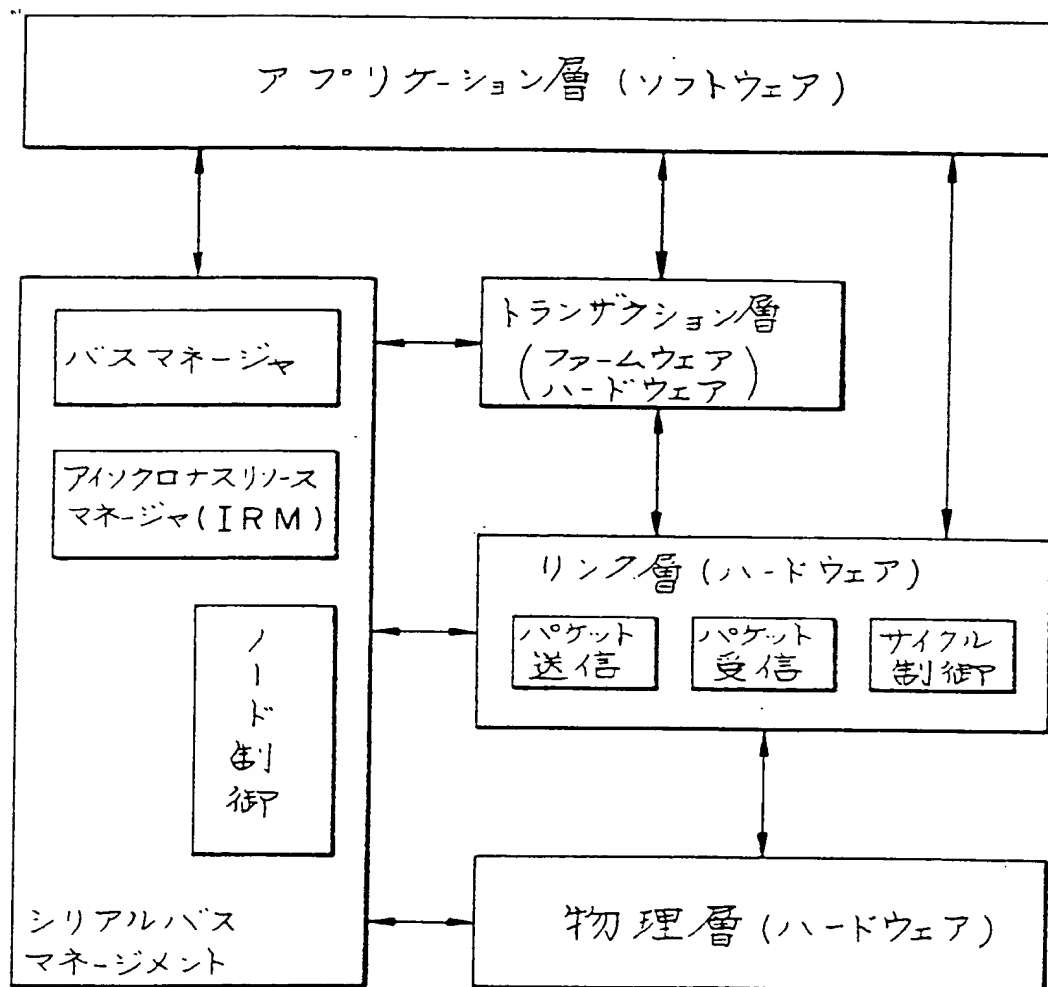 アプリケーション層(ソフトウェア)
トランザクション層
(ファームウェア
ハードウェア)
バスマネージャ
アイソクロナスリソース
マネージャ(IRM)
リンク層(ハードウェア)
パケット
送信
パケット
受信
サイクル
制御
ノード制御
シリアルバス
マネージメント
物理層(ハードウェア)